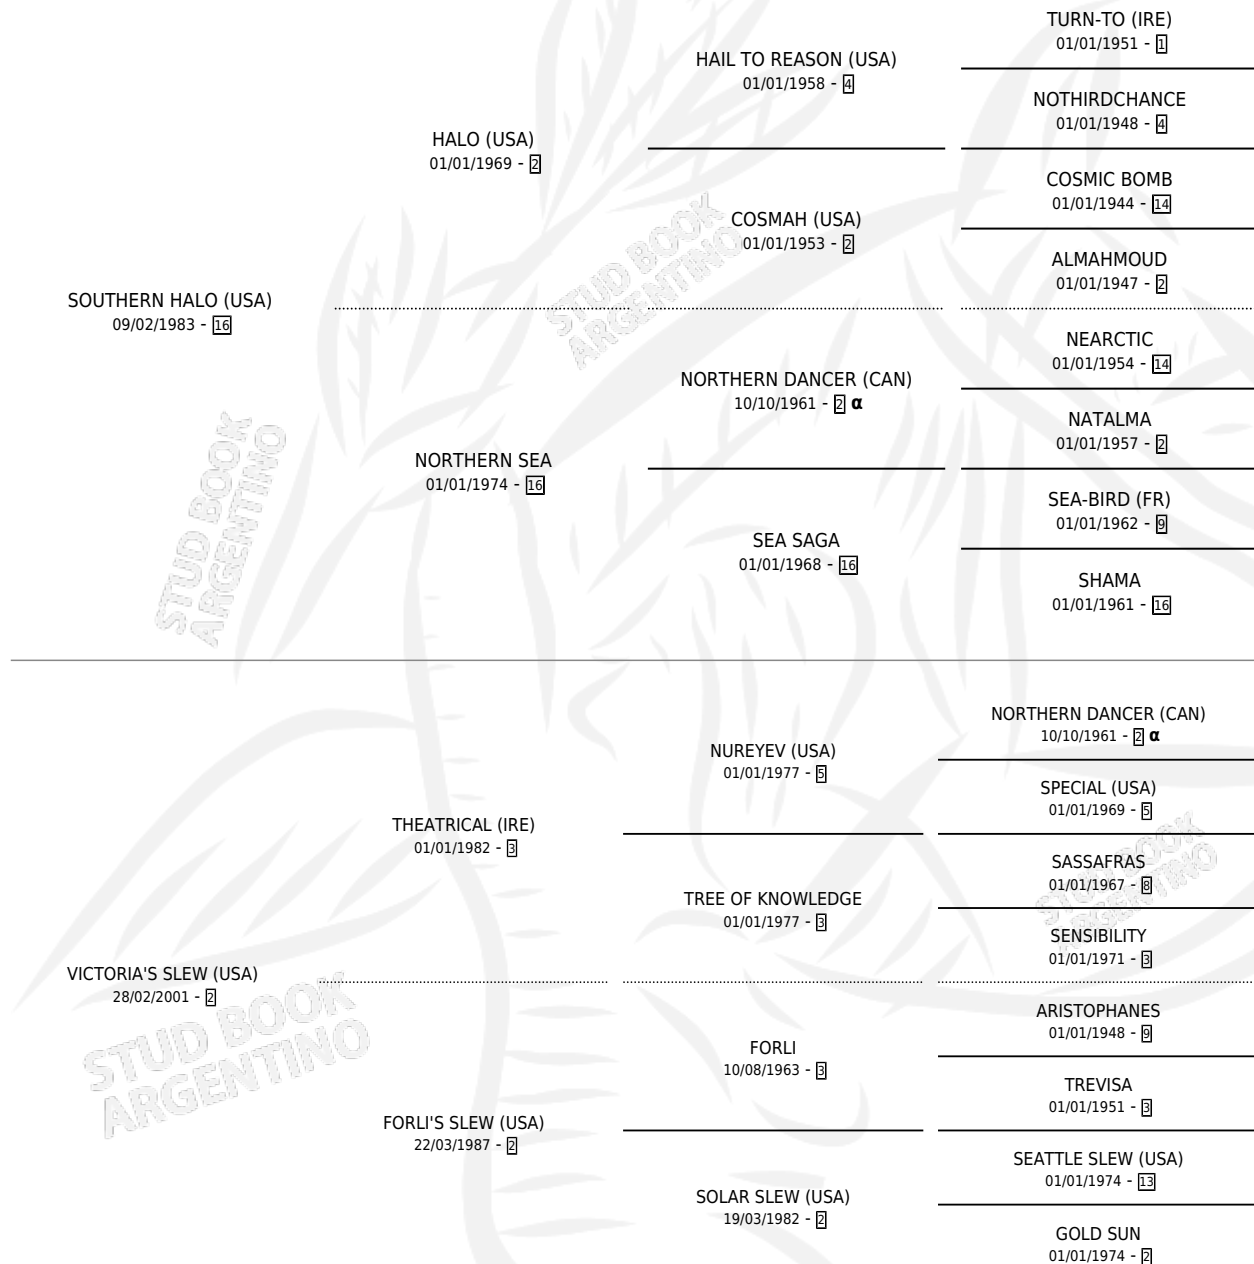 TURN-TO (IRE)
01/01/1951 - 1
HAIL TO REASON (USA)
01/01/1958 - 4
NOTHIRDCHANCE
01/01/1948 - 4
HALO (USA)
01/01/1969 - 2
COSMIC BOMB
01/01/1944 - 14
COSMAH (USA)
01/01/1953 - 2
ALMAHMOUD
01/01/1947 - 2
SOUTHERN HALO (USA)
09/02/1983 - 16
STUD BOOK
ARGENTINO
NEARCTIC
01/01/1954 - 14
NORTHERN DANCER (CAN)
10/10/1961 - 2 α
NATALMA
01/01/1957 - 2
NORTHERN SEA
01/01/1974 - 16
SEA-BIRD (FR)
01/01/1962 - 9
SEA SAGA
01/01/1968 - 16
SHAMA
01/01/1961 - 16
STUD BOOK
ARGENTINO
NORTHERN DANCER (CAN)
10/10/1961 - 2 α
NUREYEV (USA)
01/01/1977 - 5
SPECIAL (USA)
01/01/1969 - 5
THEATRICAL (IRE)
01/01/1982 - 3
SASSAFRAS
01/01/1967 - 8
TREE OF KNOWLEDGE
01/01/1977 - 3
STUD BOOK
ARGENTINO
SENSIBILITY
01/01/1971 - 3
VICTORIA'S SLEW (USA)
28/02/2001 - 2
STUD BOOK
ARGENTINO
ARISTOPHANES
01/01/1948 - 9
FORLI
10/08/1963 - 3
TREVISA
01/01/1951 - 3
FORLI'S SLEW (USA)
22/03/1987 - 2
SEATTLE SLEW (USA)
01/01/1974 - 13
SOLAR SLEW (USA)
19/03/1982 - 2
GOLD SUN
01/01/1974 - 2